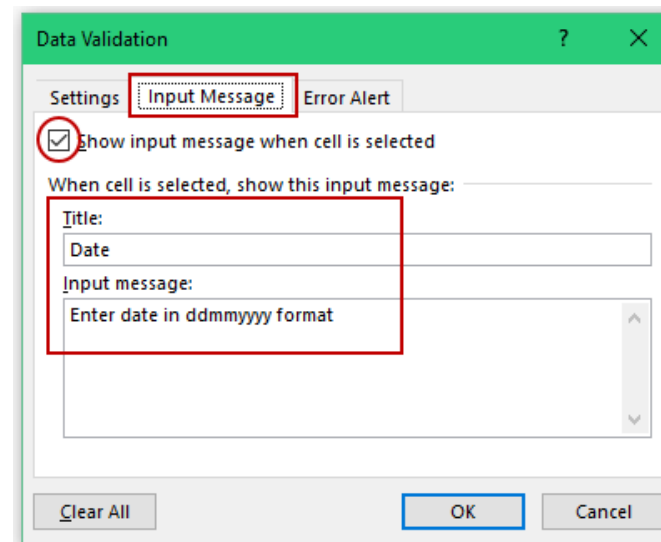 Data Validation ?
Settings Input Message Error Alert
Show input message when cell is selected
When cell is selected, show this input message:
Title:
Date
Input message:
Enter date in ddmmyyyy format
Clear All OK Cancel